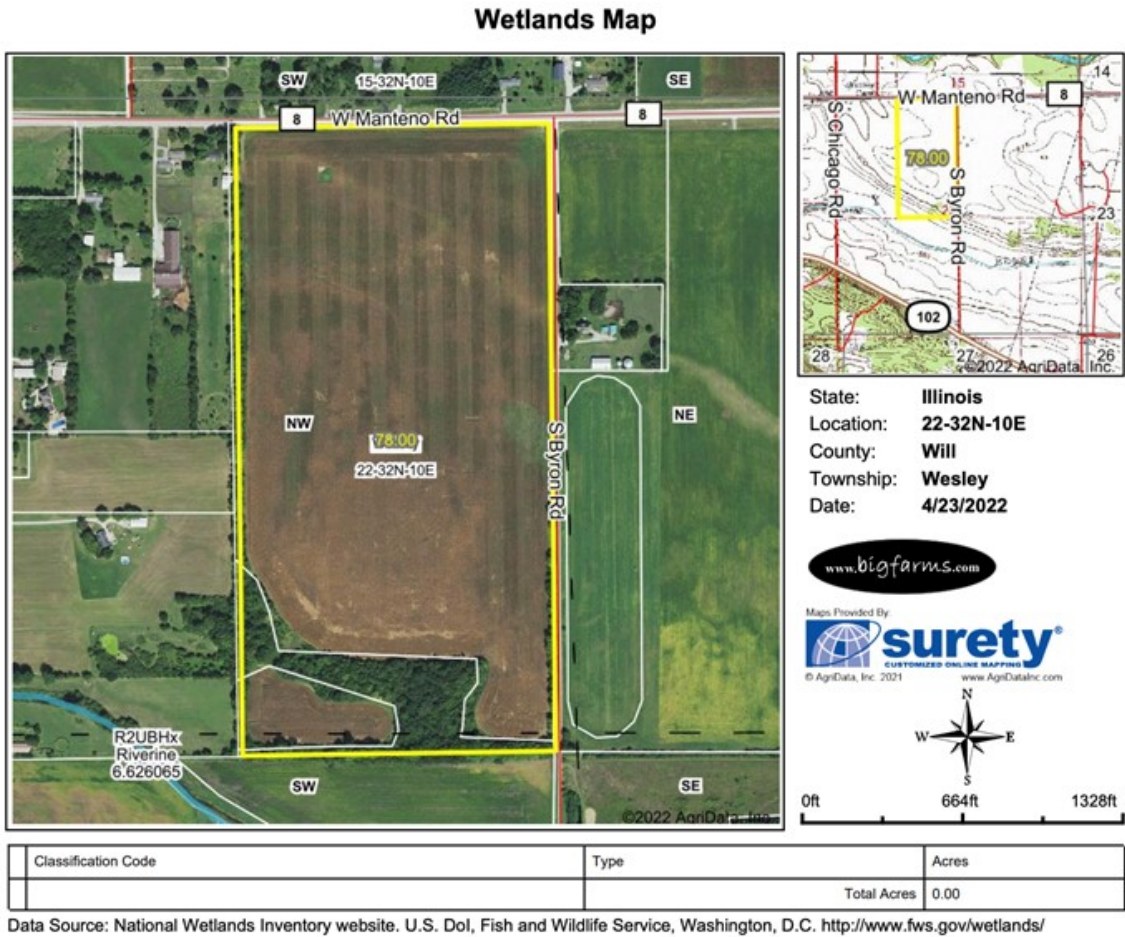 Wetlands Map
SW
15-32N-10E
SE
8
W Manteno Rd
8
NW
78.00
22-32N-10E
S Byron Rd
NE
R2UBHx
Riverine
6.626065
SW
SE
©2022 AgriData, Inc.
15
14
W Manteno Rd
8
S Chicago Rd
78.00
S Byron Rd
23
102
28
27
26
©2022 AgriData, Inc.
State: Illinois
Location: 22-32N-10E
County: Will
Township: Wesley
Date: 4/23/2022
www.bigfarms.com
Maps Provided By:
surety®
CUSTOMIZED ONLINE MAPPING
© AgriData, Inc. 2021 www.AgriDataInc.com
N
W E
S
0ft 664ft 1328ft
Classification Code Type Acres
Total Acres 0.00
Data Source: National Wetlands Inventory website. U.S. DoI, Fish and Wildlife Service, Washington, D.C. http://www.fws.gov/wetlands/